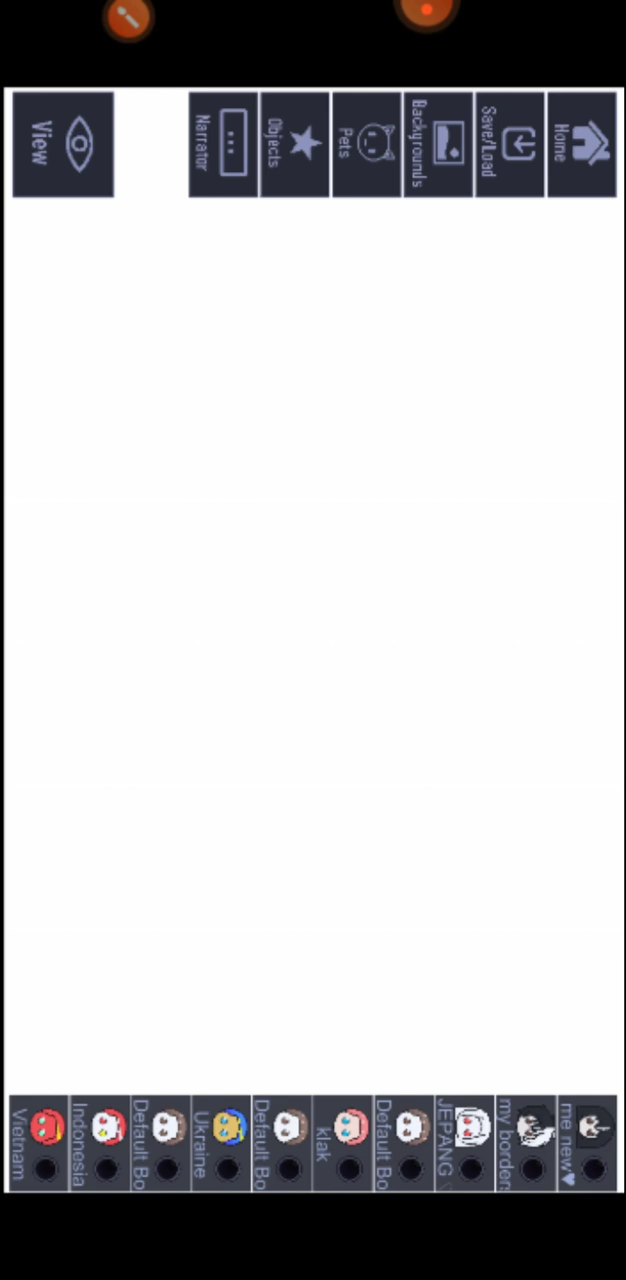 Home
Save/Load
Backgrounds
Pets
Objects
Narrator
View
me new♥
my borders
JEPANG
Default Bo
klak
Default Bo
Ukraine
Default Bo
Indonesia
Vietnam